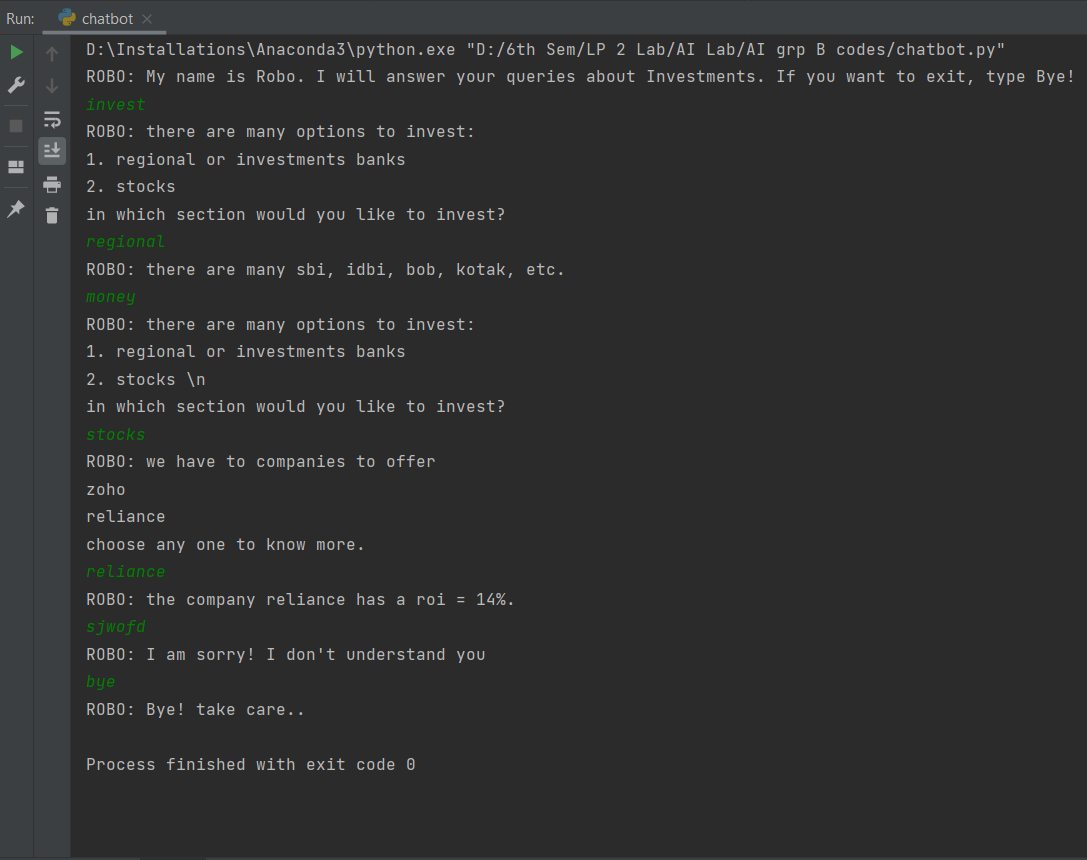 Run: chatbot
D:\Installations\Anaconda3\python.exe "D:/6th Sem/LP 2 Lab/AI Lab/AI grp B codes/chatbot.py"
ROBO: My name is Robo. I will answer your queries about Investments. If you want to exit, type Bye!
invest
ROBO: there are many options to invest:
1. regional or investments banks
2. stocks
in which section would you like to invest?
regional
ROBO: there are many sbi, idbi, bob, kotak, etc.
money
ROBO: there are many options to invest:
1. regional or investments banks
2. stocks \n
in which section would you like to invest?
stocks
ROBO: we have to companies to offer
zoho
reliance
choose any one to know more.
reliance
ROBO: the company reliance has a roi = 14%.
sjwofd
ROBO: I am sorry! I don't understand you
bye
ROBO: Bye! take care..
Process finished with exit code 0